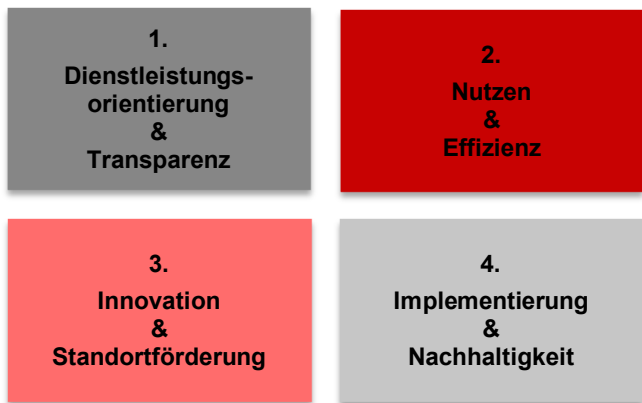 1.
Dienstleistungs-
orientierung
&
Transparenz
2.
Nutzen
&
Effizienz
3.
Innovation
&
Standortförderung
4.
Implementierung
&
Nachhaltigkeit